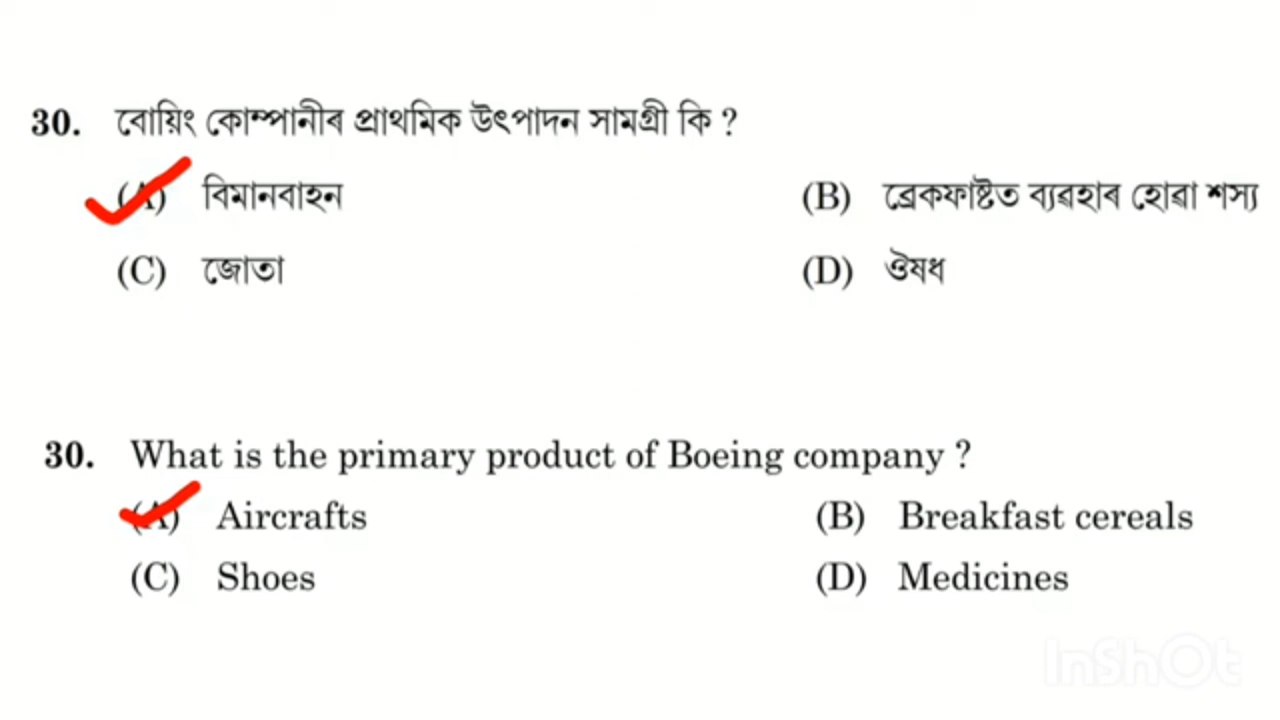 30. বোয়িং কোম্পানীৰ প্ৰাথমিক উৎপাদন সামগ্ৰী কি ?
(A) বিমানবাহন (B) ব্ৰেকফাষ্টত ব্যৱহাৰ হোৱা শস্য
(C) জোতা (D) ঔষধ
30. What is the primary product of Boeing company ?
(A) Aircrafts (B) Breakfast cereals
(C) Shoes (D) Medicines
InShOt